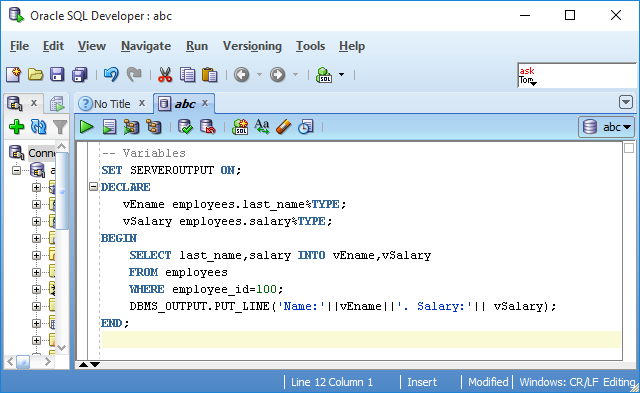 Oracle SQL Developer : abc
File Edit View Navigate Run Versioning Tools Help
ask
Tom
No Title abc
abc
Conne
-- Variables
SET SERVEROUTPUT ON;
DECLARE
vEname employees.last_name%TYPE;
vSalary employees.salary%TYPE;
BEGIN
SELECT last_name,salary INTO vEname,vSalary
FROM employees
WHERE employee_id=100;
DBMS_OUTPUT.PUT_LINE('Name:'||vEname||'. Salary:'|| vSalary);
END;
Line 12 Column 1 Insert Modified Windows: CR/LF Editing